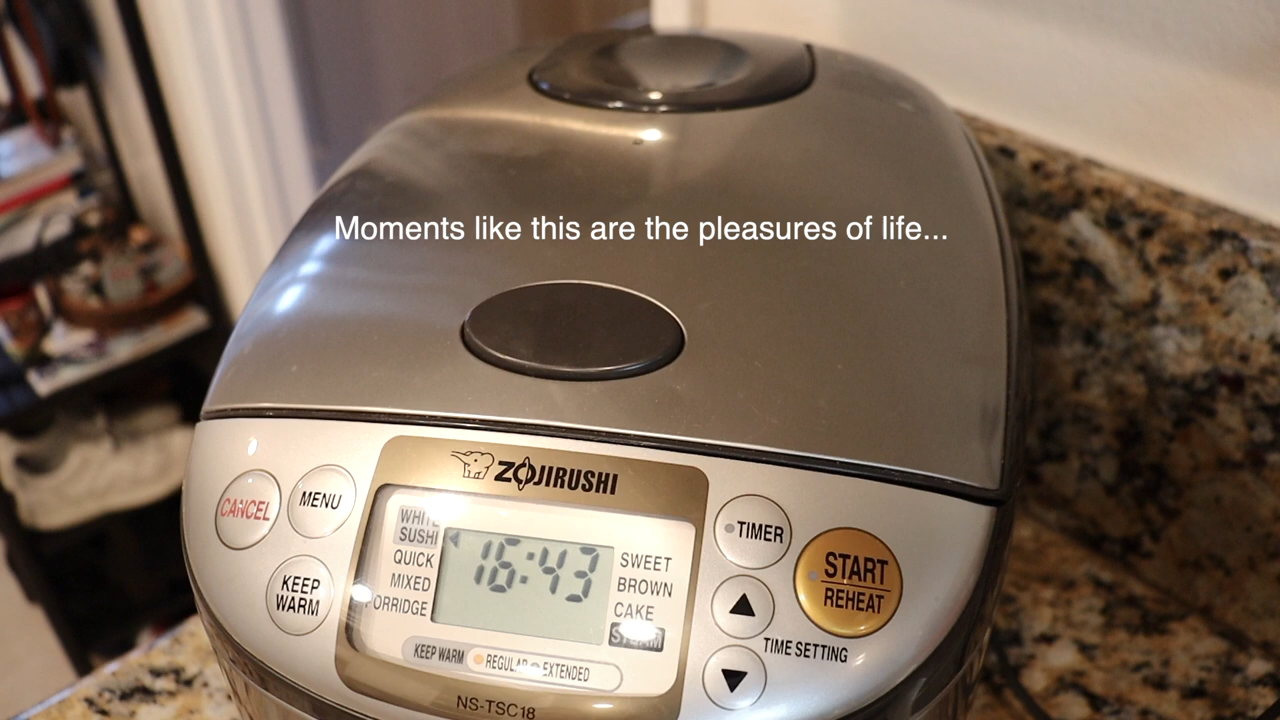 Moments like this are the pleasures of life...
ZOJIRUSHI
CANCEL
MENU
KEEP
WARM
WHITE
SUSHI
QUICK
MIXED
PORRIDGE
16:43
SWEET
BROWN
CAKE
STEAM
KEEP WARM
REGULAR
EXTENDED
NS-TSC18
TIMER
START
REHEAT
TIME SETTING